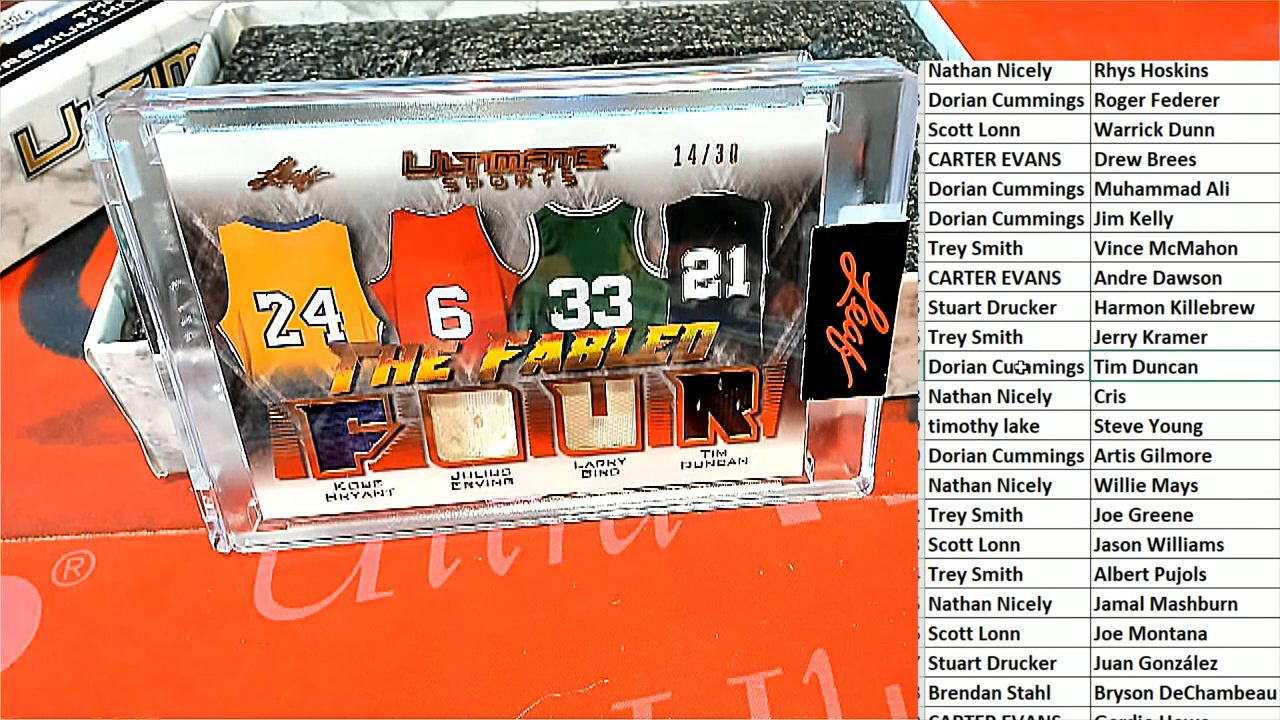 ULTIM
Leaf
ULTIMATE
SPORTS
14/30
24
6
33
21
THE FABLED
FOUR
KOBE
BRYANT
JULIUS
ERVING
LARRY
BIRD
TIM
DUNCAN
Leaf
®
Nathan Nicely Rhys Hoskins
Dorian Cummings Roger Federer
Scott Lonn Warrick Dunn
CARTER EVANS Drew Brees
Dorian Cummings Muhammad Ali
Dorian Cummings Jim Kelly
Trey Smith Vince McMahon
CARTER EVANS Andre Dawson
Stuart Drucker Harmon Killebrew
Trey Smith Jerry Kramer
Dorian Cummings Tim Duncan
Nathan Nicely Cris
timothy lake Steve Young
Dorian Cummings Artis Gilmore
Nathan Nicely Willie Mays
Trey Smith Joe Greene
Scott Lonn Jason Williams
Trey Smith Albert Pujols
Nathan Nicely Jamal Mashburn
Scott Lonn Joe Montana
Stuart Drucker Juan González
Brendan Stahl Bryson DeChambeau
CARTER EVANS Gordie Howe